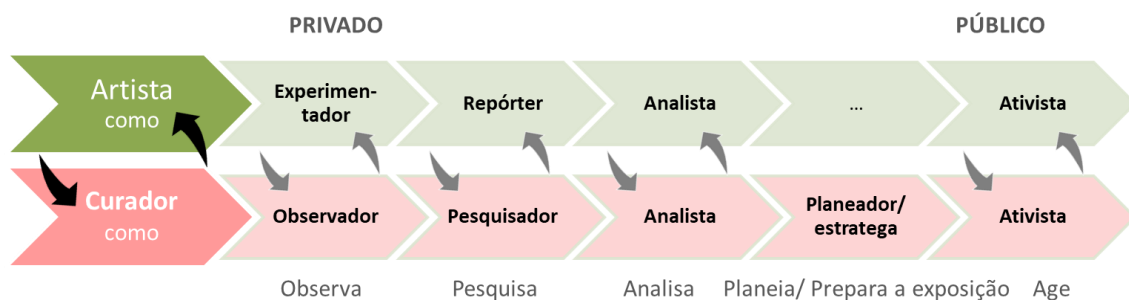 PRIVADO PÚBLICO
Artista
como
Experimen-
tador
Repórter
Analista
...
Ativista
Curador
como
Observador
Pesquisador
Analista
Planeador/
estratega
Ativista
Observa Pesquisa Analisa Planeia/ Prepara a exposição Age